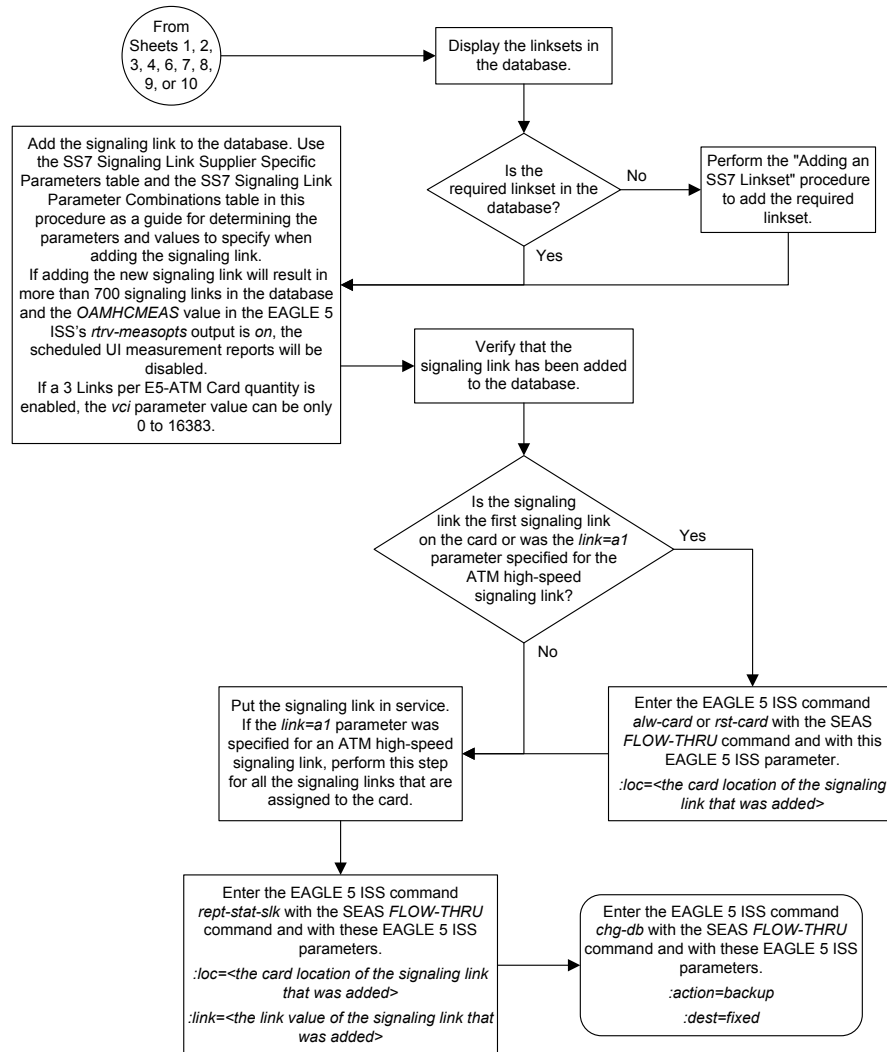 From
Sheets 1, 2,
3, 4, 6, 7, 8,
9, or 10
Display the linksets in
the database.
Is the
required linkset in the
database?
No
Yes
Perform the "Adding an
SS7 Linkset" procedure
to add the required
linkset.
Add the signaling link to the database. Use
the SS7 Signaling Link Supplier Specific
Parameters table and the SS7 Signaling Link
Parameter Combinations table in this
procedure as a guide for determining the
parameters and values to specify when
adding the signaling link.
If adding the new signaling link will result in
more than 700 signaling links in the database
and the OAMHCMEAS value in the EAGLE 5
ISS's rtrv-measopts output is on, the
scheduled UI measurement reports will be
disabled.
If a 3 Links per E5-ATM Card quantity is
enabled, the vci parameter value can be only
0 to 16383.
Verify that the
signaling link has been added
to the database.
Is the signaling
link the first signaling link
on the card or was the link=a1
parameter specified for the
ATM high-speed
signaling link?
Yes
No
Enter the EAGLE 5 ISS command
alw-card or rst-card with the SEAS
FLOW-THRU command and with this
EAGLE 5 ISS parameter.
:loc=<the card location of the signaling
link that was added>
Put the signaling link in service.
If the link=a1 parameter was
specified for an ATM high-speed
signaling link, perform this step
for all the signaling links that are
assigned to the card.
Enter the EAGLE 5 ISS command
rept-stat-slk with the SEAS FLOW-THRU
command and with these EAGLE 5 ISS
parameters.
:loc=<the card location of the signaling link
that was added>
:link=<the link value of the signaling link that
was added>
Enter the EAGLE 5 ISS command
chg-db with the SEAS FLOW-THRU
command and with these EAGLE 5 ISS
parameters.
:action=backup
:dest=fixed